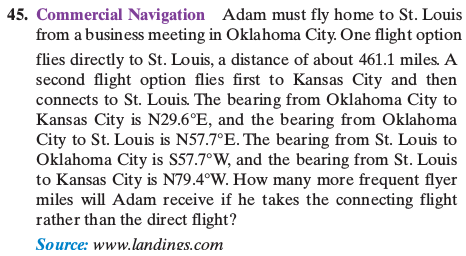 45. Commercial Navigation Adam must fly home to St. Louis
from a business meeting in Oklahoma City. One flight option
flies directly to St. Louis, a distance of about 461.1 miles. A
second flight option flies first to Kansas City and then
connects to St. Louis. The bearing from Oklahoma City to
Kansas City is N29.6°E, and the bearing from Oklahoma
City to St. Louis is N57.7°E. The bearing from St. Louis to
Oklahoma City is S57.7°W, and the bearing from St. Louis
to Kansas City is N79.4°W. How many more frequent flyer
miles will Adam receive if he takes the connecting flight
rather than the direct flight?
Source: www.landings.com